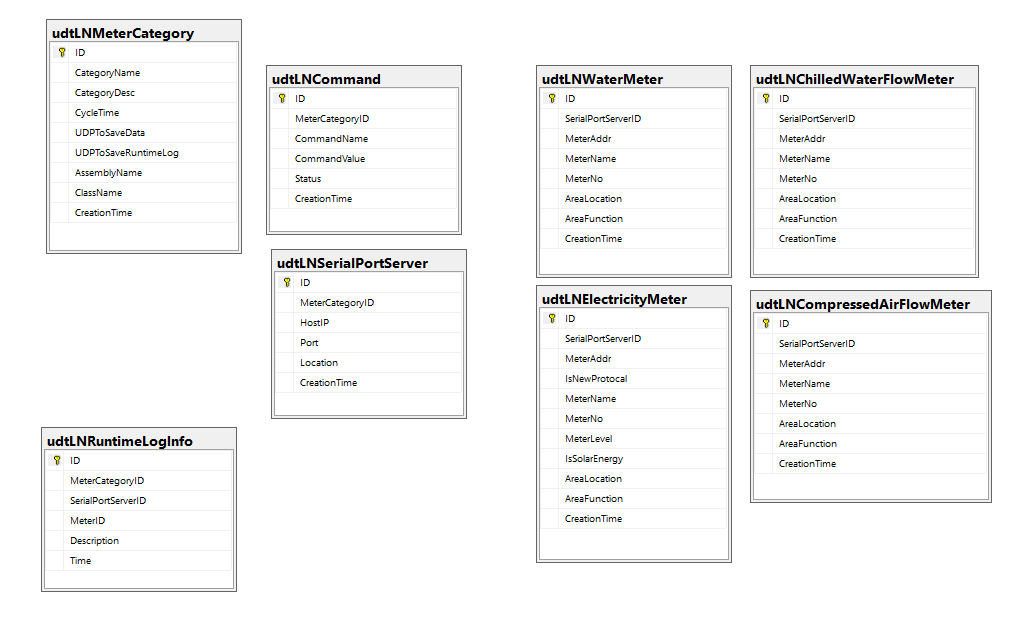 udtLNMeterCategory
ID
CategoryName
CategoryDesc
CycleTime
UDPToSaveData
UDPToSaveRuntimeLog
AssemblyName
ClassName
CreationTime
udtLNCommand
ID
MeterCategoryID
CommandName
CommandValue
Status
CreationTime
udtLNSerialPortServer
ID
MeterCategoryID
HostIP
Port
Location
CreationTime
udtLNRuntimeLogInfo
ID
MeterCategoryID
SerialPortServerID
MeterID
Description
Time
udtLNWaterMeter
ID
SerialPortServerID
MeterAddr
MeterName
MeterNo
AreaLocation
AreaFunction
CreationTime
udtLNElectricityMeter
ID
SerialPortServerID
MeterAddr
IsNewProtocal
MeterName
MeterNo
MeterLevel
IsSolarEnergy
AreaLocation
AreaFunction
CreationTime
udtLNChilledWaterFlowMeter
ID
SerialPortServerID
MeterAddr
MeterName
MeterNo
AreaLocation
AreaFunction
CreationTime
udtLNCompressedAirFlowMeter
ID
SerialPortServerID
MeterAddr
MeterName
MeterNo
AreaLocation
AreaFunction
CreationTime